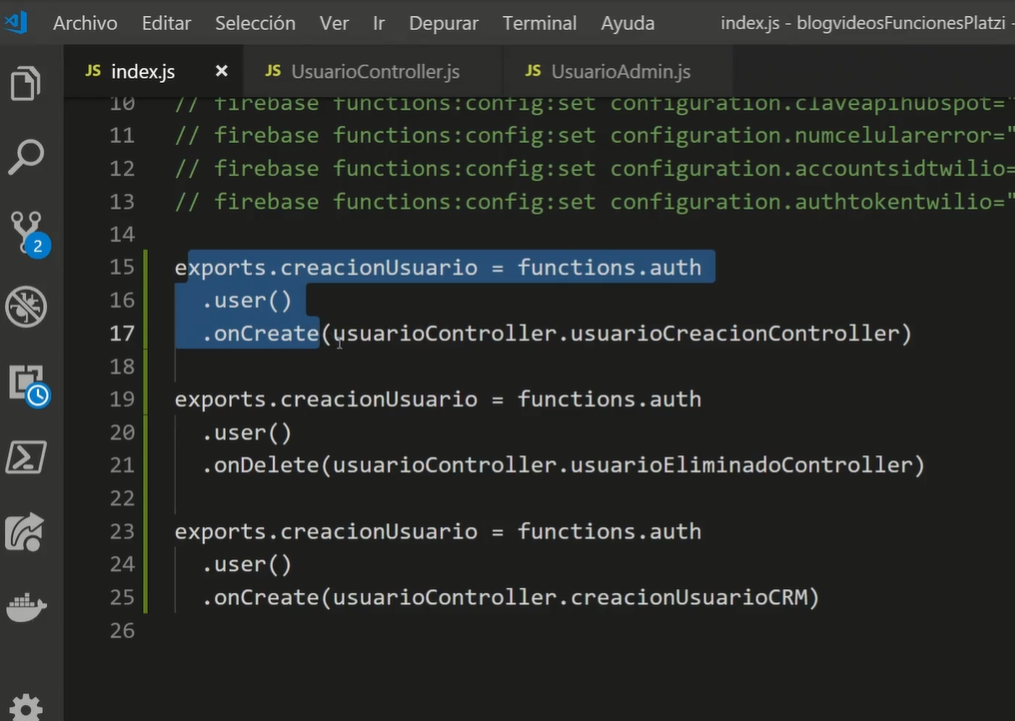 Archivo Editar Selección Ver Ir Depurar Terminal Ayuda index.js - blogvideosFuncionesPlatzi -
JS index.js × JS UsuarioController.js JS UsuarioAdmin.js
10 // firebase functions:config:set configuration.claveapihubspot="
11 // firebase functions:config:set configuration.numcelularerror="
12 // firebase functions:config:set configuration.accountsidtwilio=
13 // firebase functions:config:set configuration.authtokentwilio="
14
15 exports.creacionUsuario = functions.auth
16 .user()
17 .onCreate(usuarioController.usuarioCreacionController)
18
19 exports.creacionUsuario = functions.auth
20 .user()
21 .onDelete(usuarioController.usuarioEliminadoController)
22
23 exports.creacionUsuario = functions.auth
24 .user()
25 .onCreate(usuarioController.creacionUsuarioCRM)
26
2